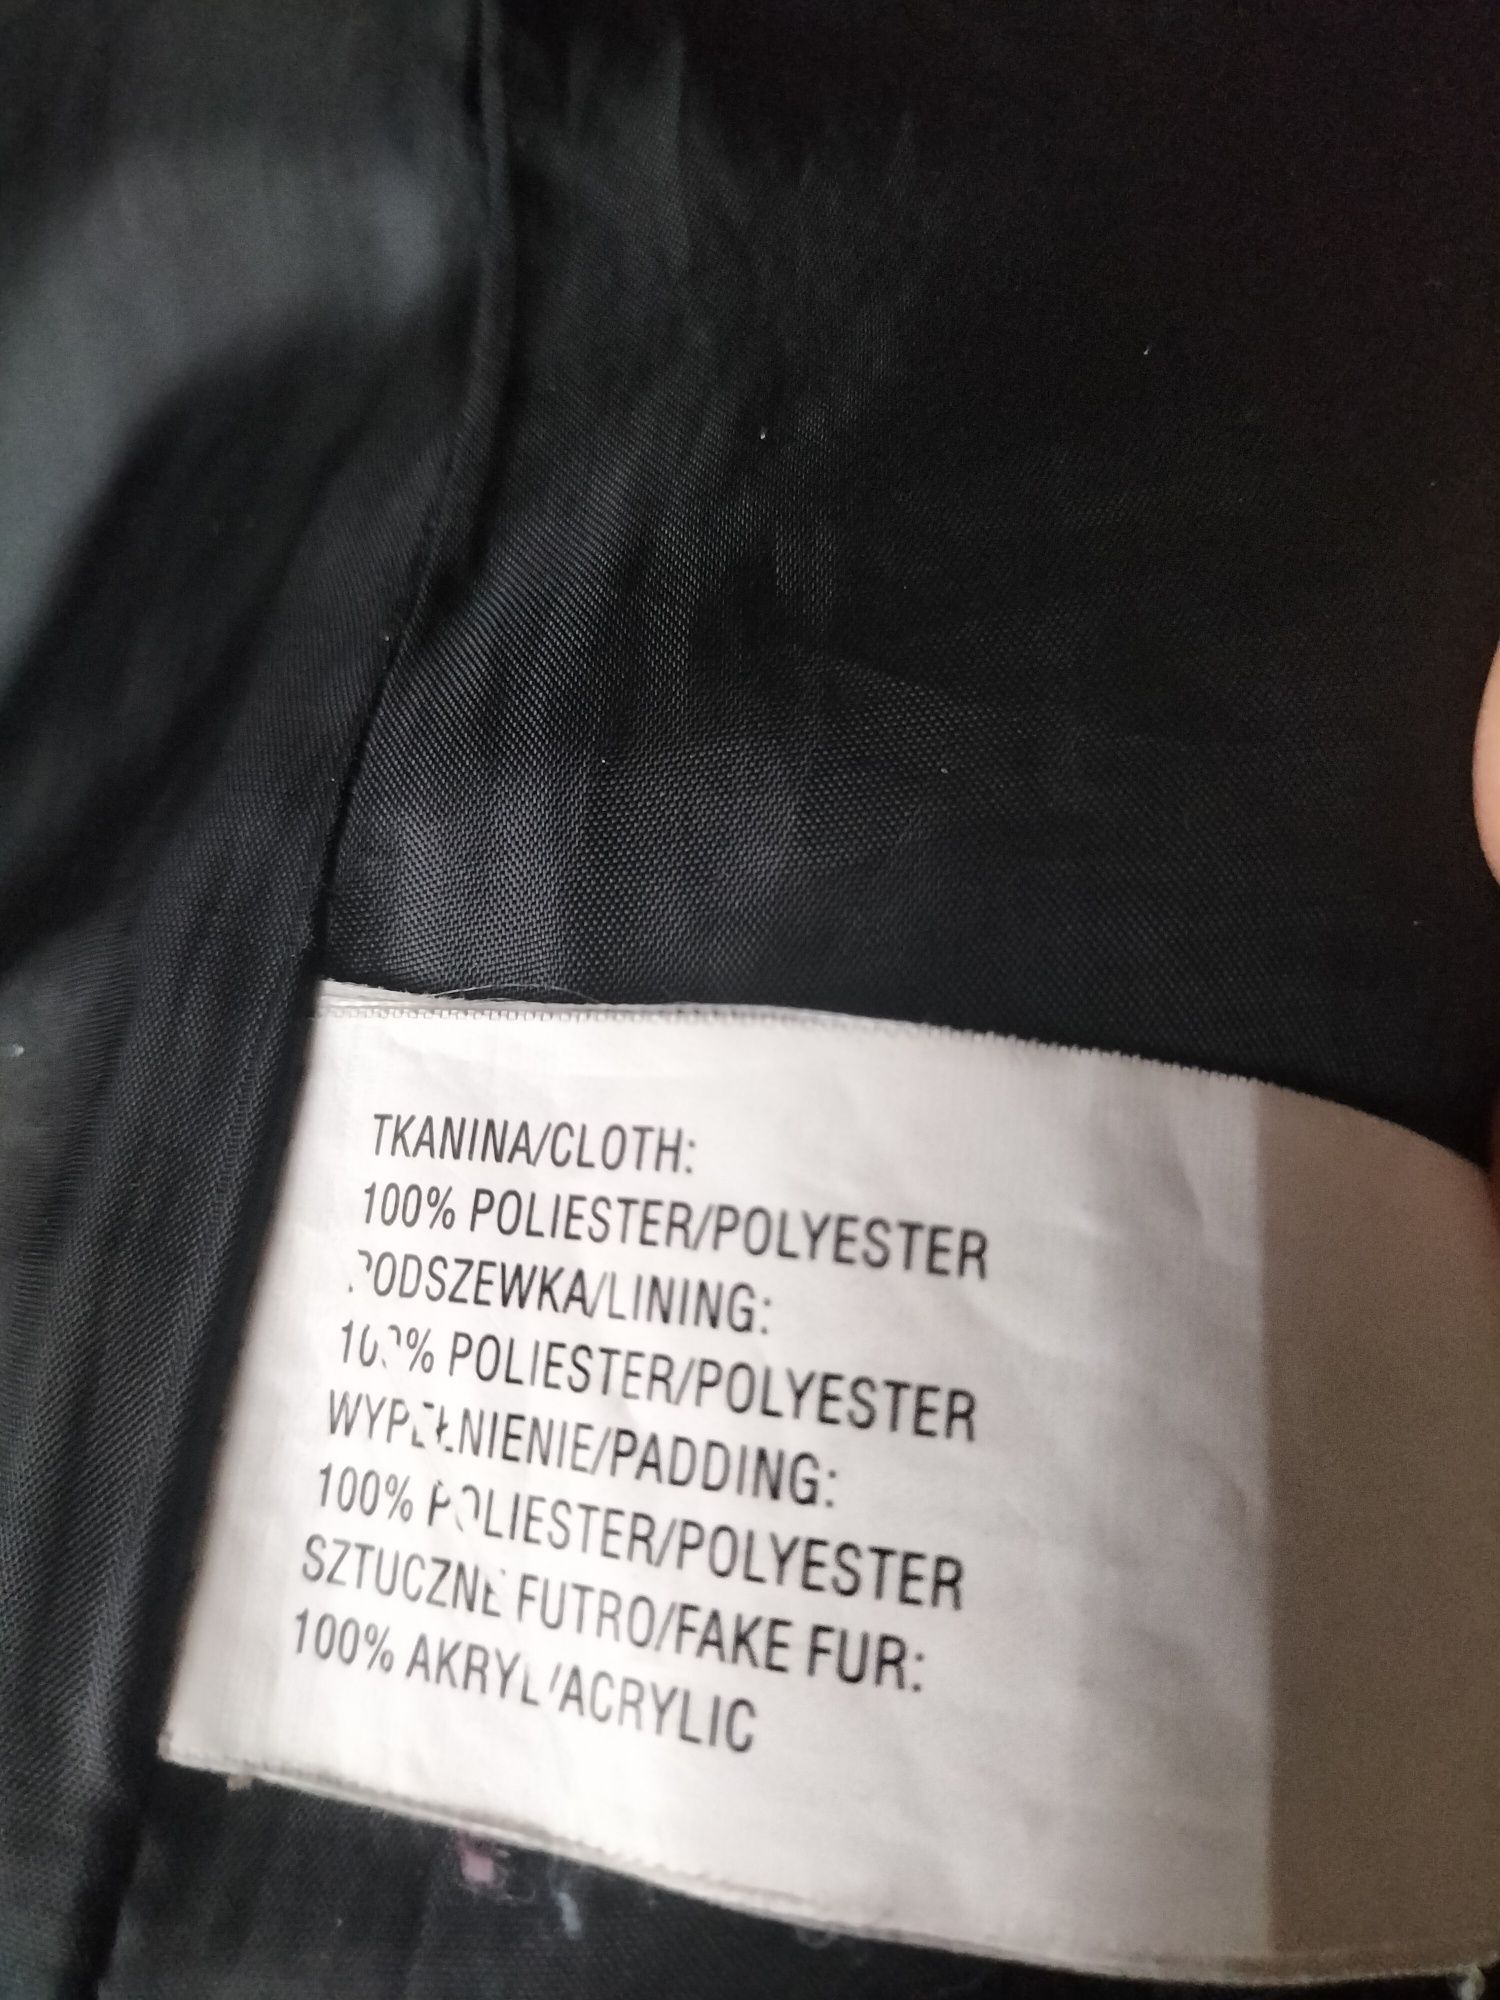 TKANINA/CLOTH:
100% POLIESTER/POLYESTER
PODSZEWKA/LINING:
100% POLIESTER/POLYESTER
WYPEŁNIENIE/PADDING:
100% POLIESTER/POLYESTER
SZTUCZNE FUTRO/FAKE FUR:
100% AKRYL/ACRYLIC